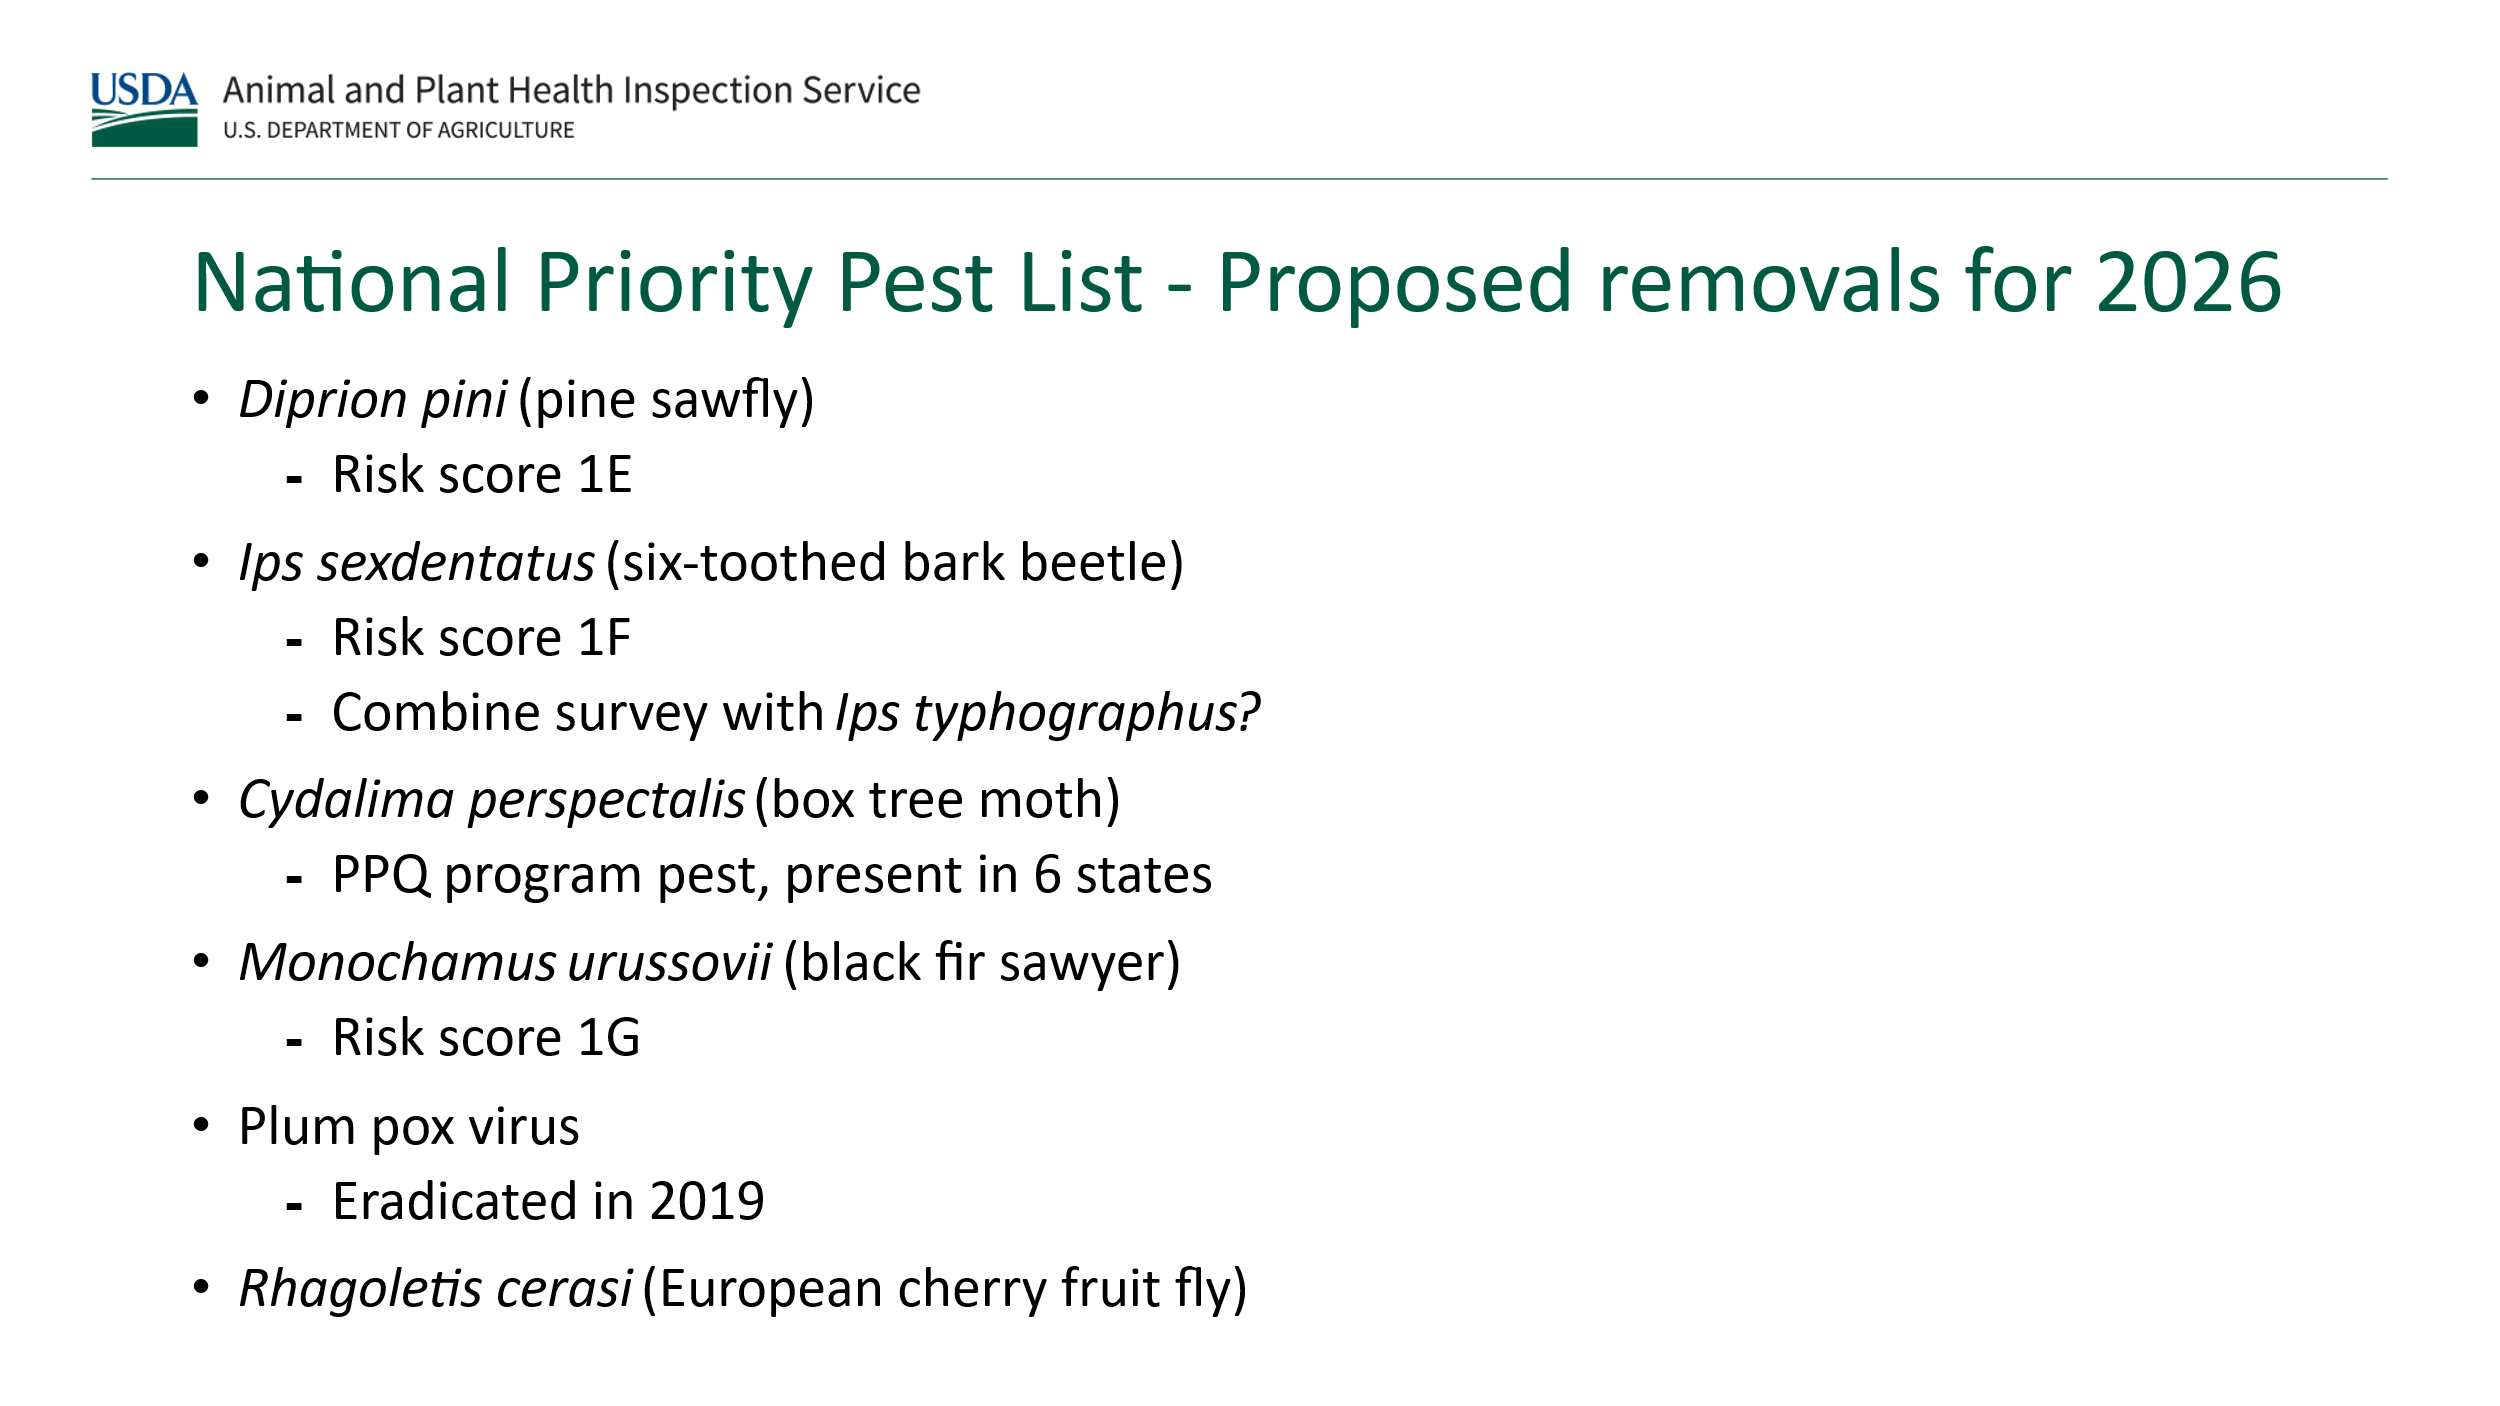 USDA
Animal and Plant Health Inspection Service
U.S. DEPARTMENT OF AGRICULTURE
National Priority Pest List - Proposed removals for 2026
• Diprion pini (pine sawfly)
- Risk score 1E
• Ips sexdentatus (six-toothed bark beetle)
- Risk score 1F
- Combine survey with Ips typhographus?
• Cydalima perspectalis (box tree moth)
- PPQ program pest, present in 6 states
• Monochamus urussovii (black fir sawyer)
- Risk score 1G
• Plum pox virus
- Eradicated in 2019
• Rhagoletis cerasi (European cherry fruit fly)